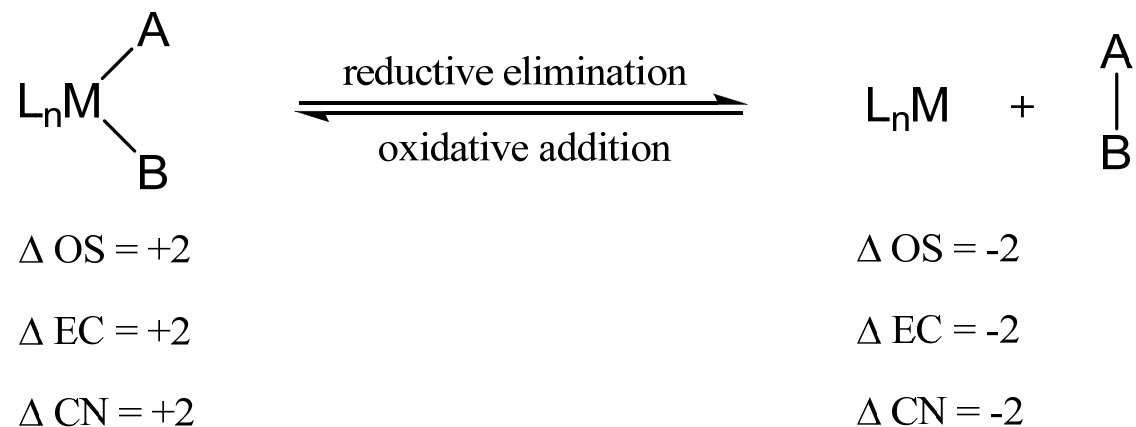 A
LnM
B
reductive elimination
oxidative addition
LnM + A
B
Δ OS = +2
Δ EC = +2
Δ CN = +2
Δ OS = -2
Δ EC = -2
Δ CN = -2